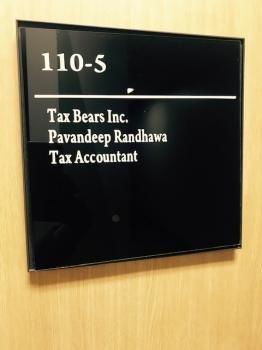 110-5
Tax Bears Inc.
Pavandeep Randhawa
Tax Accountant